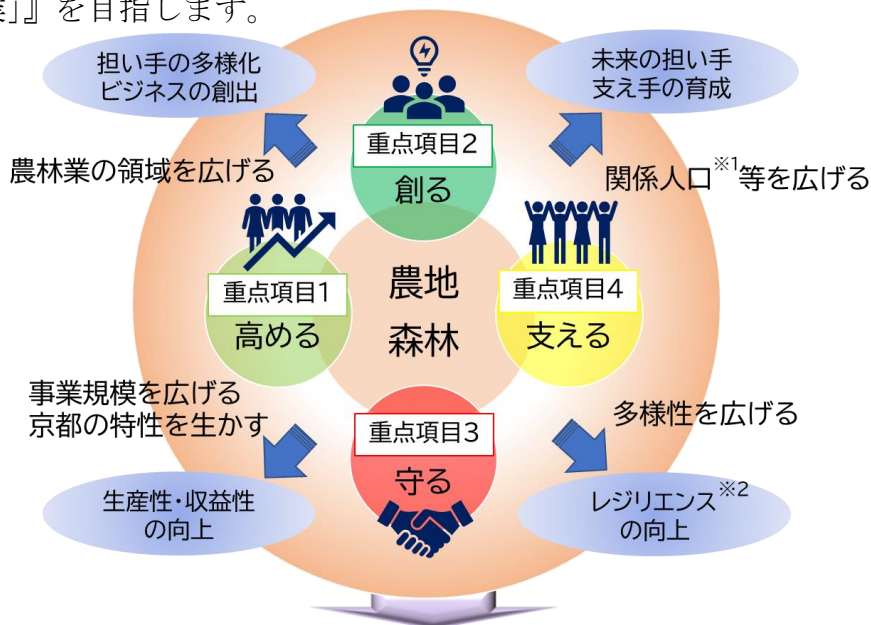 』を目指します。
担い手の多様化
ビジネスの創出
未来の担い手
支え手の育成
重点項目2
創る
農林業の領域を広げる
関係人口※1等を広げる
重点項目1
高める
農地
森林
重点項目4
支える
事業規模を広げる
京都の特性を生かす
重点項目3
守る
多様性を広げる
生産性・収益性
の向上
レジリエンス※2
の向上